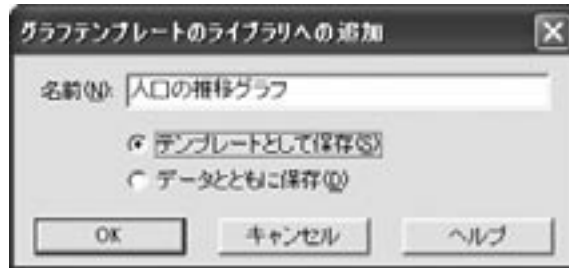 グラフテンプレートのライブラリへの追加
名前(N): 人口の推移グラフ
テンプレートとして保存(S)
データとともに保存(D)
OK キャンセル ヘルプ